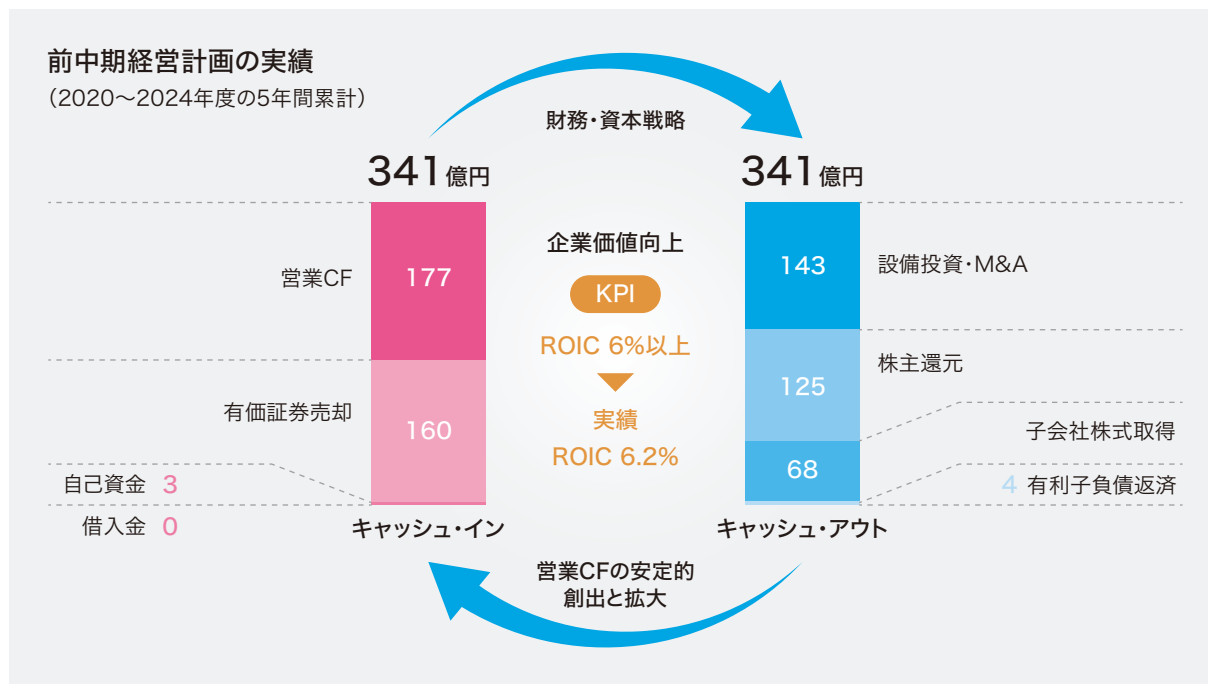 前中期経営計画の実績
（2020～2024年度の5年間累計）
財務・資本戦略
341億円
営業CF
177
有価証券売却
160
自己資金 3
借入金 0
キャッシュ・イン
企業価値向上
KPI
ROIC 6%以上
実績
ROIC 6.2%
341億円
143
設備投資・M&A
125
株主還元
68
子会社株式取得
4 有利子負債返済
キャッシュ・アウト
営業CFの安定的
創出と拡大